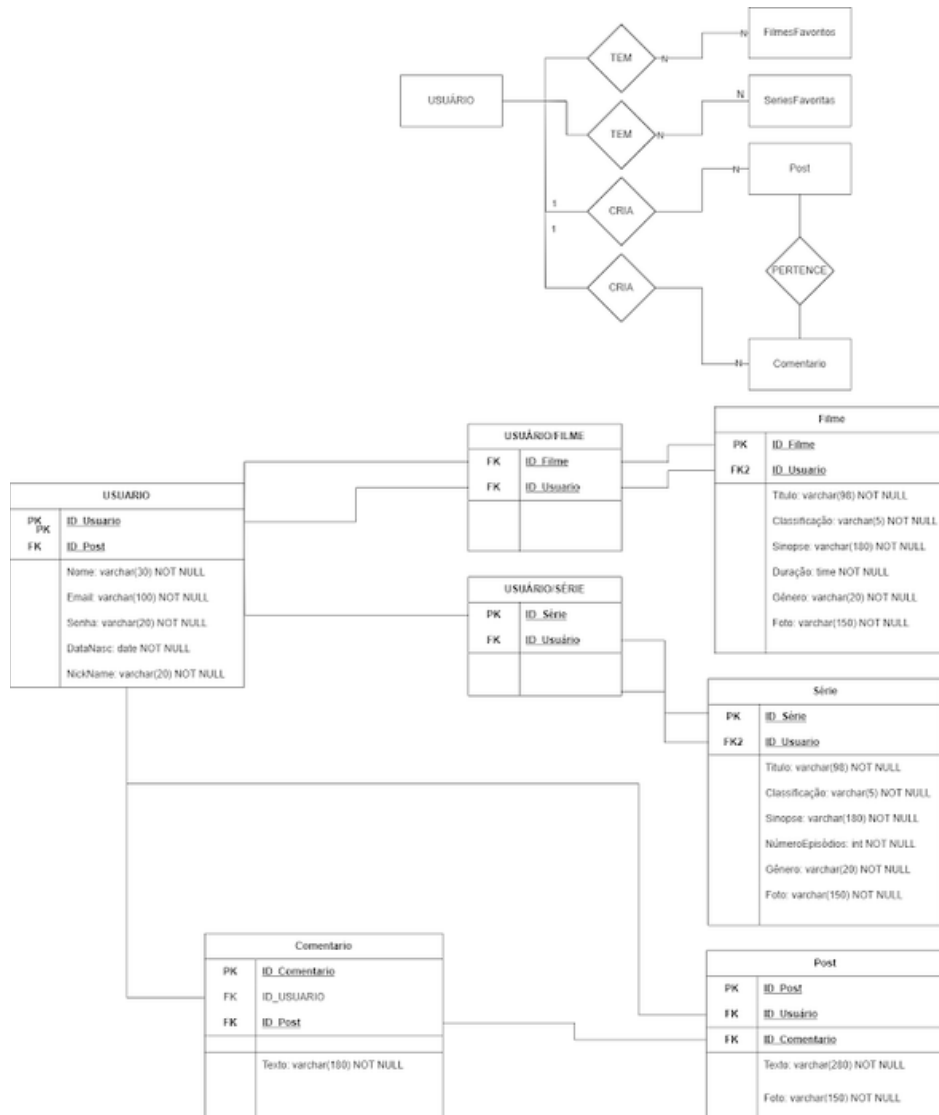 FilmesFavoritos
N
TEM
N
USUÁRIO
SeriesFavoritas
N
TEM
N
Post
N
1
CRIA
1
PERTENCE
CRIA
Comentario
N
Filme
USUÁRIO/FILME
PK ID_Filme
FK ID_Filme
FK2 ID_Usuario
FK ID_Usuario
USUARIO
Titulo: varchar(98) NOT NULL
PK ID_Usuario
PK
Classificação: varchar(5) NOT NULL
FK ID_Post
Sinopse: varchar(180) NOT NULL
Nome: varchar(30) NOT NULL
Duração: time NOT NULL
USUÁRIO/SÉRIE
Email: varchar(100) NOT NULL
Gênero: varchar(20) NOT NULL
PK ID_Série
Senha: varchar(20) NOT NULL
Foto: varchar(150) NOT NULL
FK ID_Usuário
DataNasc: date NOT NULL
NickName: varchar(20) NOT NULL
Série
PK ID_Série
FK2 ID_Usuario
Titulo: varchar(98) NOT NULL
Classificação: varchar(5) NOT NULL
Sinopse: varchar(180) NOT NULL
NúmeroEpisódios: int NOT NULL
Gênero: varchar(20) NOT NULL
Foto: varchar(150) NOT NULL
Comentario
Post
PK ID_Comentario
PK ID_Post
FK ID_USUARIO
FK ID_Usuário
FK ID_Post
FK ID_Comentario
Texto: varchar(180) NOT NULL
Texto: varchar(280) NOT NULL
Foto: varchar(150) NOT NULL